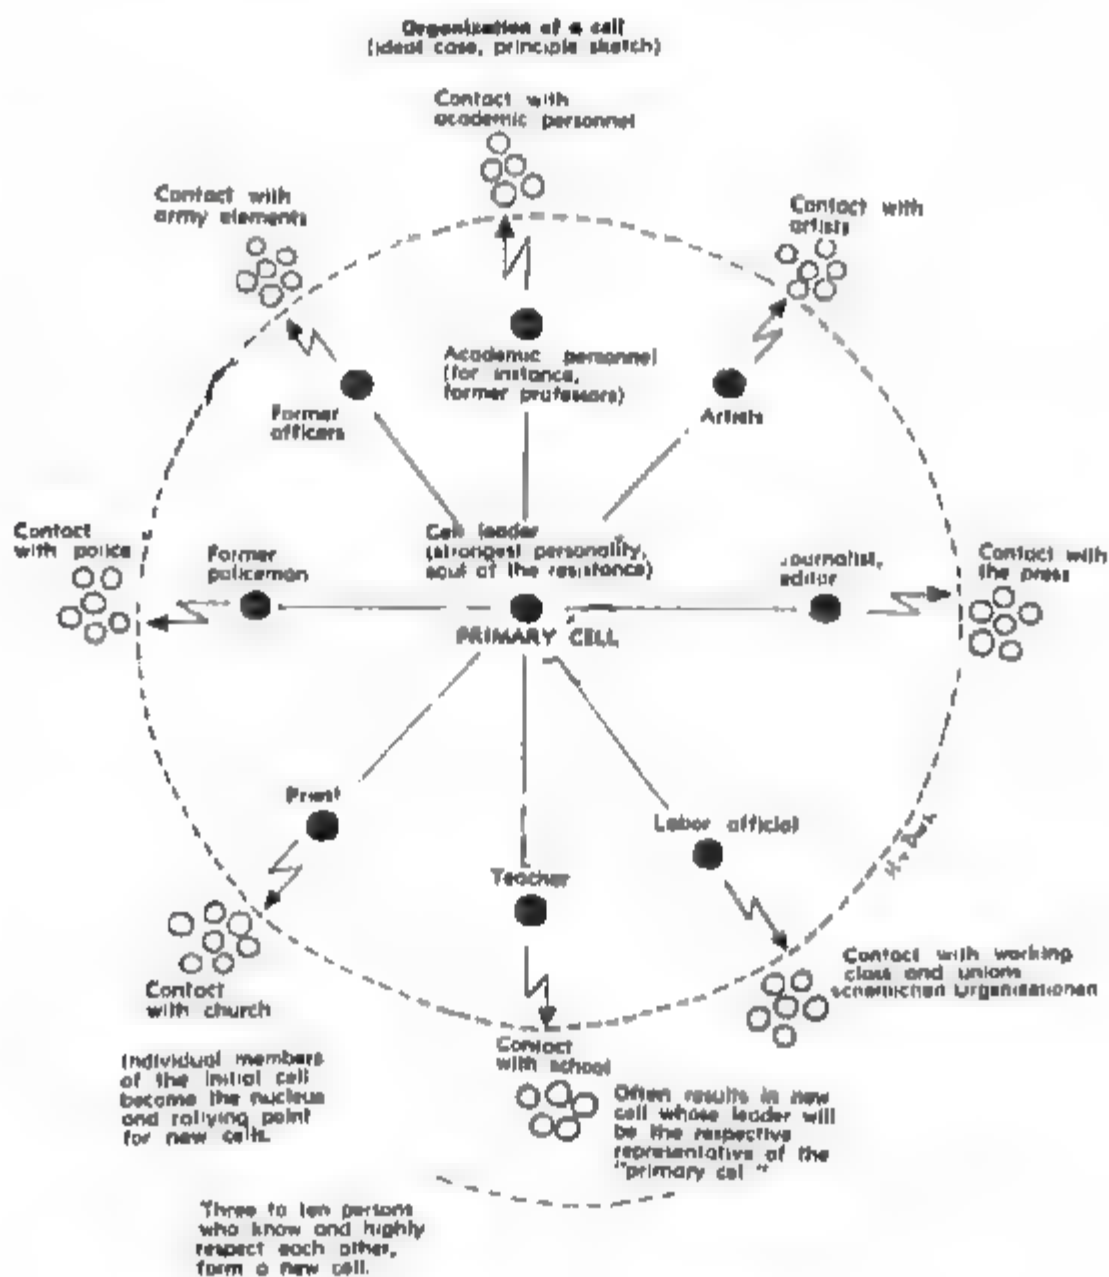 Organization of a cell
(ideal case, principle sketch)
Contact with
academic personnel
Contact with
army elements
Contact with
artists
Academic personnel
(for instance,
former professors)
Former
officers
Artists
Contact
with police
Former
policeman
Cell leader
(strongest personality,
soul of the resistance)
Journalist,
editor
Contact with
the press
PRIMARY CELL
Priest
Labor official
Teacher
Contact
with church
Contact with working
class and unions
Contact
with school
Individual members
of the initial cell
become the nucleus
and rallying point
for new cells.
Often results in new
cell whose leader will
be the respective
representative of the
"primary cel "
Three to ten persons
who know and highly
respect each other,
form a new cell.